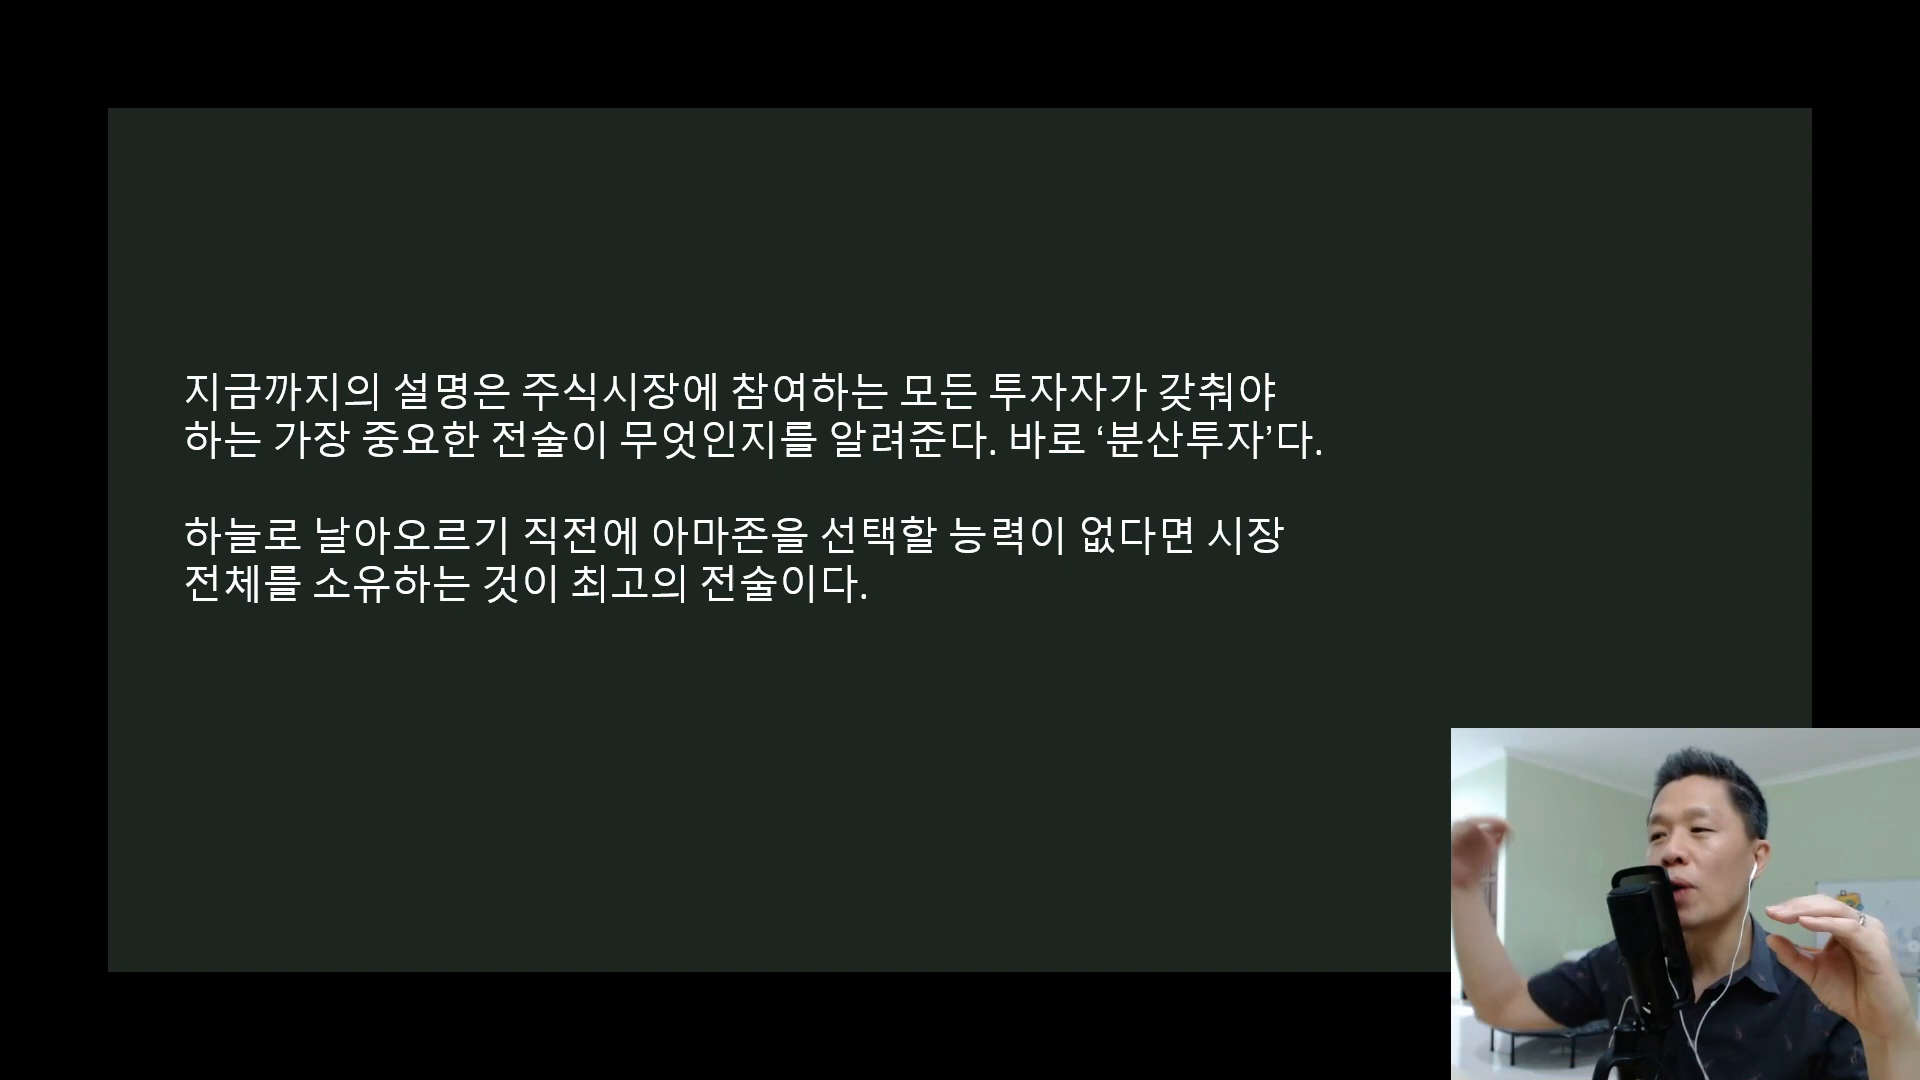 지금까지의 설명은 주식시장에 참여하는 모든 투자자가 갖춰야
하는 가장 중요한 전술이 무엇인지를 알려준다. 바로 ‘분산투자’다.
하늘로 날아오르기 직전에 아마존을 선택할 능력이 없다면 시장
전체를 소유하는 것이 최고의 전술이다.